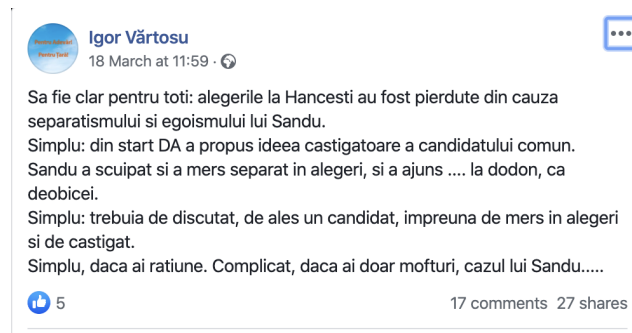 Igor Vărtosu
18 March at 11:59 ·
Sa fie clar pentru toti: alegerile la Hancesti au fost pierdute din cauza
separatismului si egoismului lui Sandu.
Simplu: din start DA a propus ideea castigatoare a candidatului comun.
Sandu a scuipat si a mers separat in alegeri, si a ajuns .... la dodon, ca
deobicei.
Simplu: trebuia de discutat, de ales un candidat, impreuna de mers in alegeri
si de castigat.
Simplu, daca ai ratiune. Complicat, daca ai doar mofturi, cazul lui Sandu.....
5
17 comments 27 shares